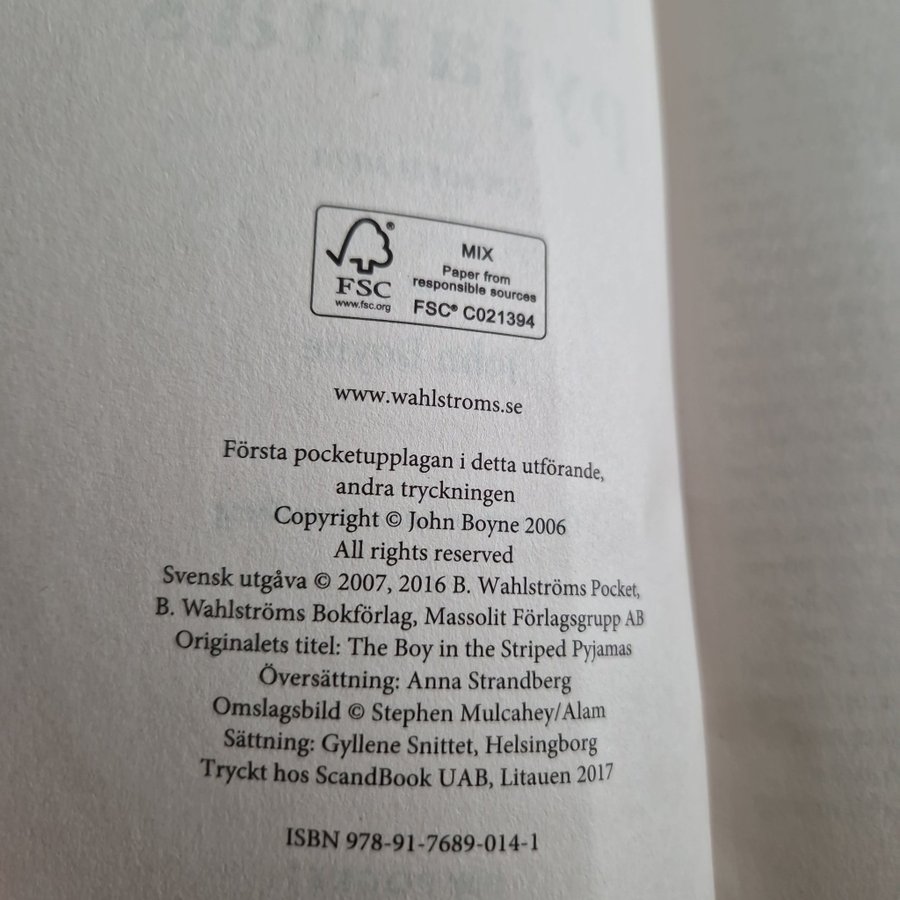 FSC®
www.fsc.org
MIX
Paper from
responsible sources
FSC® C021394
www.wahlstroms.se
Första pocketupplagan i detta utförande,
andra tryckningen
Copyright © John Boyne 2006
All rights reserved
Svensk utgåva © 2007, 2016 B. Wahlströms Pocket,
B. Wahlströms Bokförlag, Massolit Förlagsgrupp AB
Originalets titel: The Boy in the Striped Pyjamas
Översättning: Anna Strandberg
Omslagsbild © Stephen Mulcahey/Alam
Sättning: Gyllene Snittet, Helsingborg
Tryckt hos ScandBook UAB, Litauen 2017
ISBN 978-91-7689-014-1